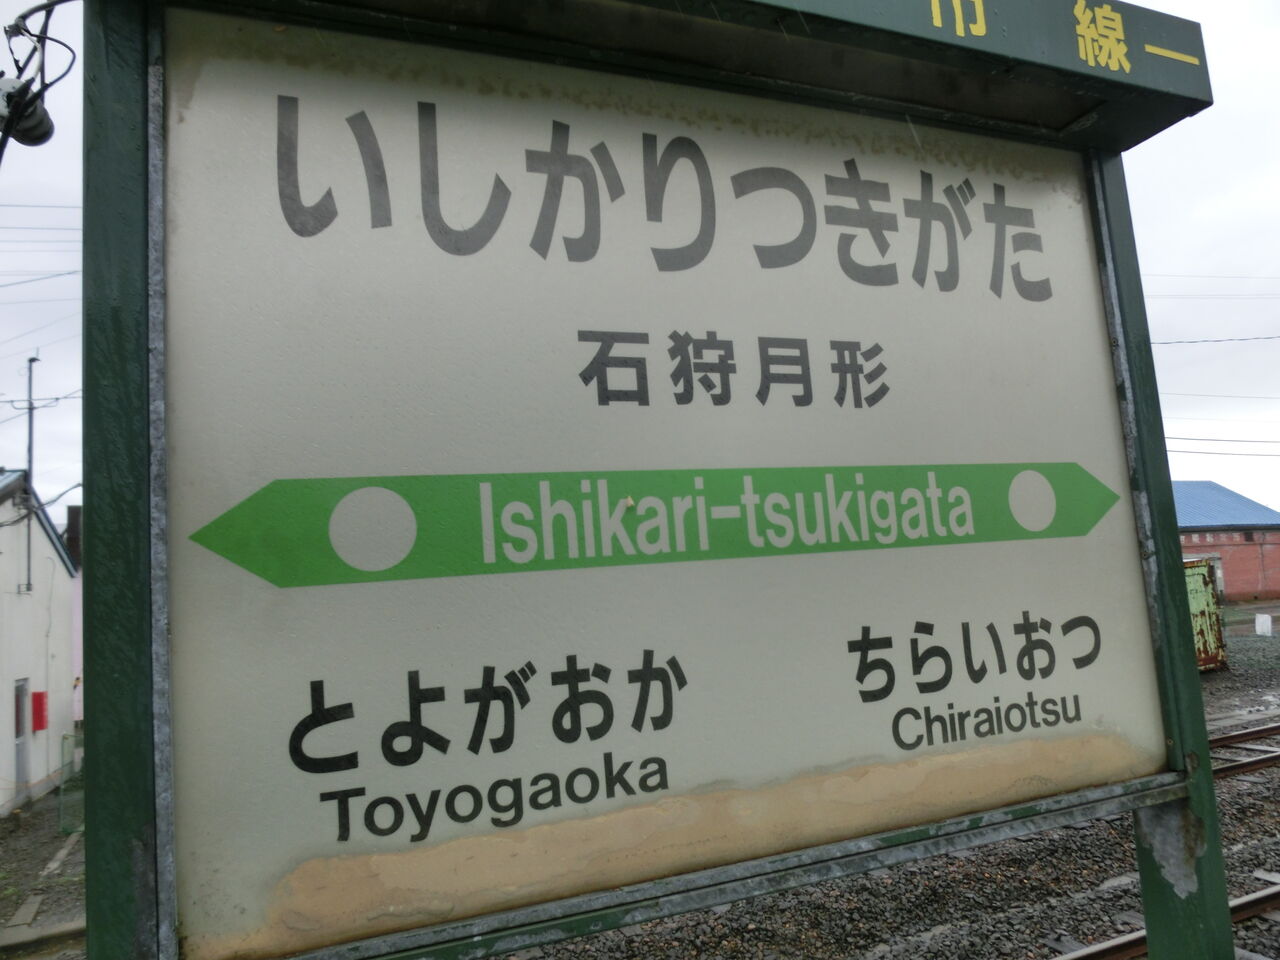 線
いしかりつきがた
石狩月形
Ishikari-tsukigata
とよがおか
Toyogaoka
ちらいおつ
Chiraiotsu